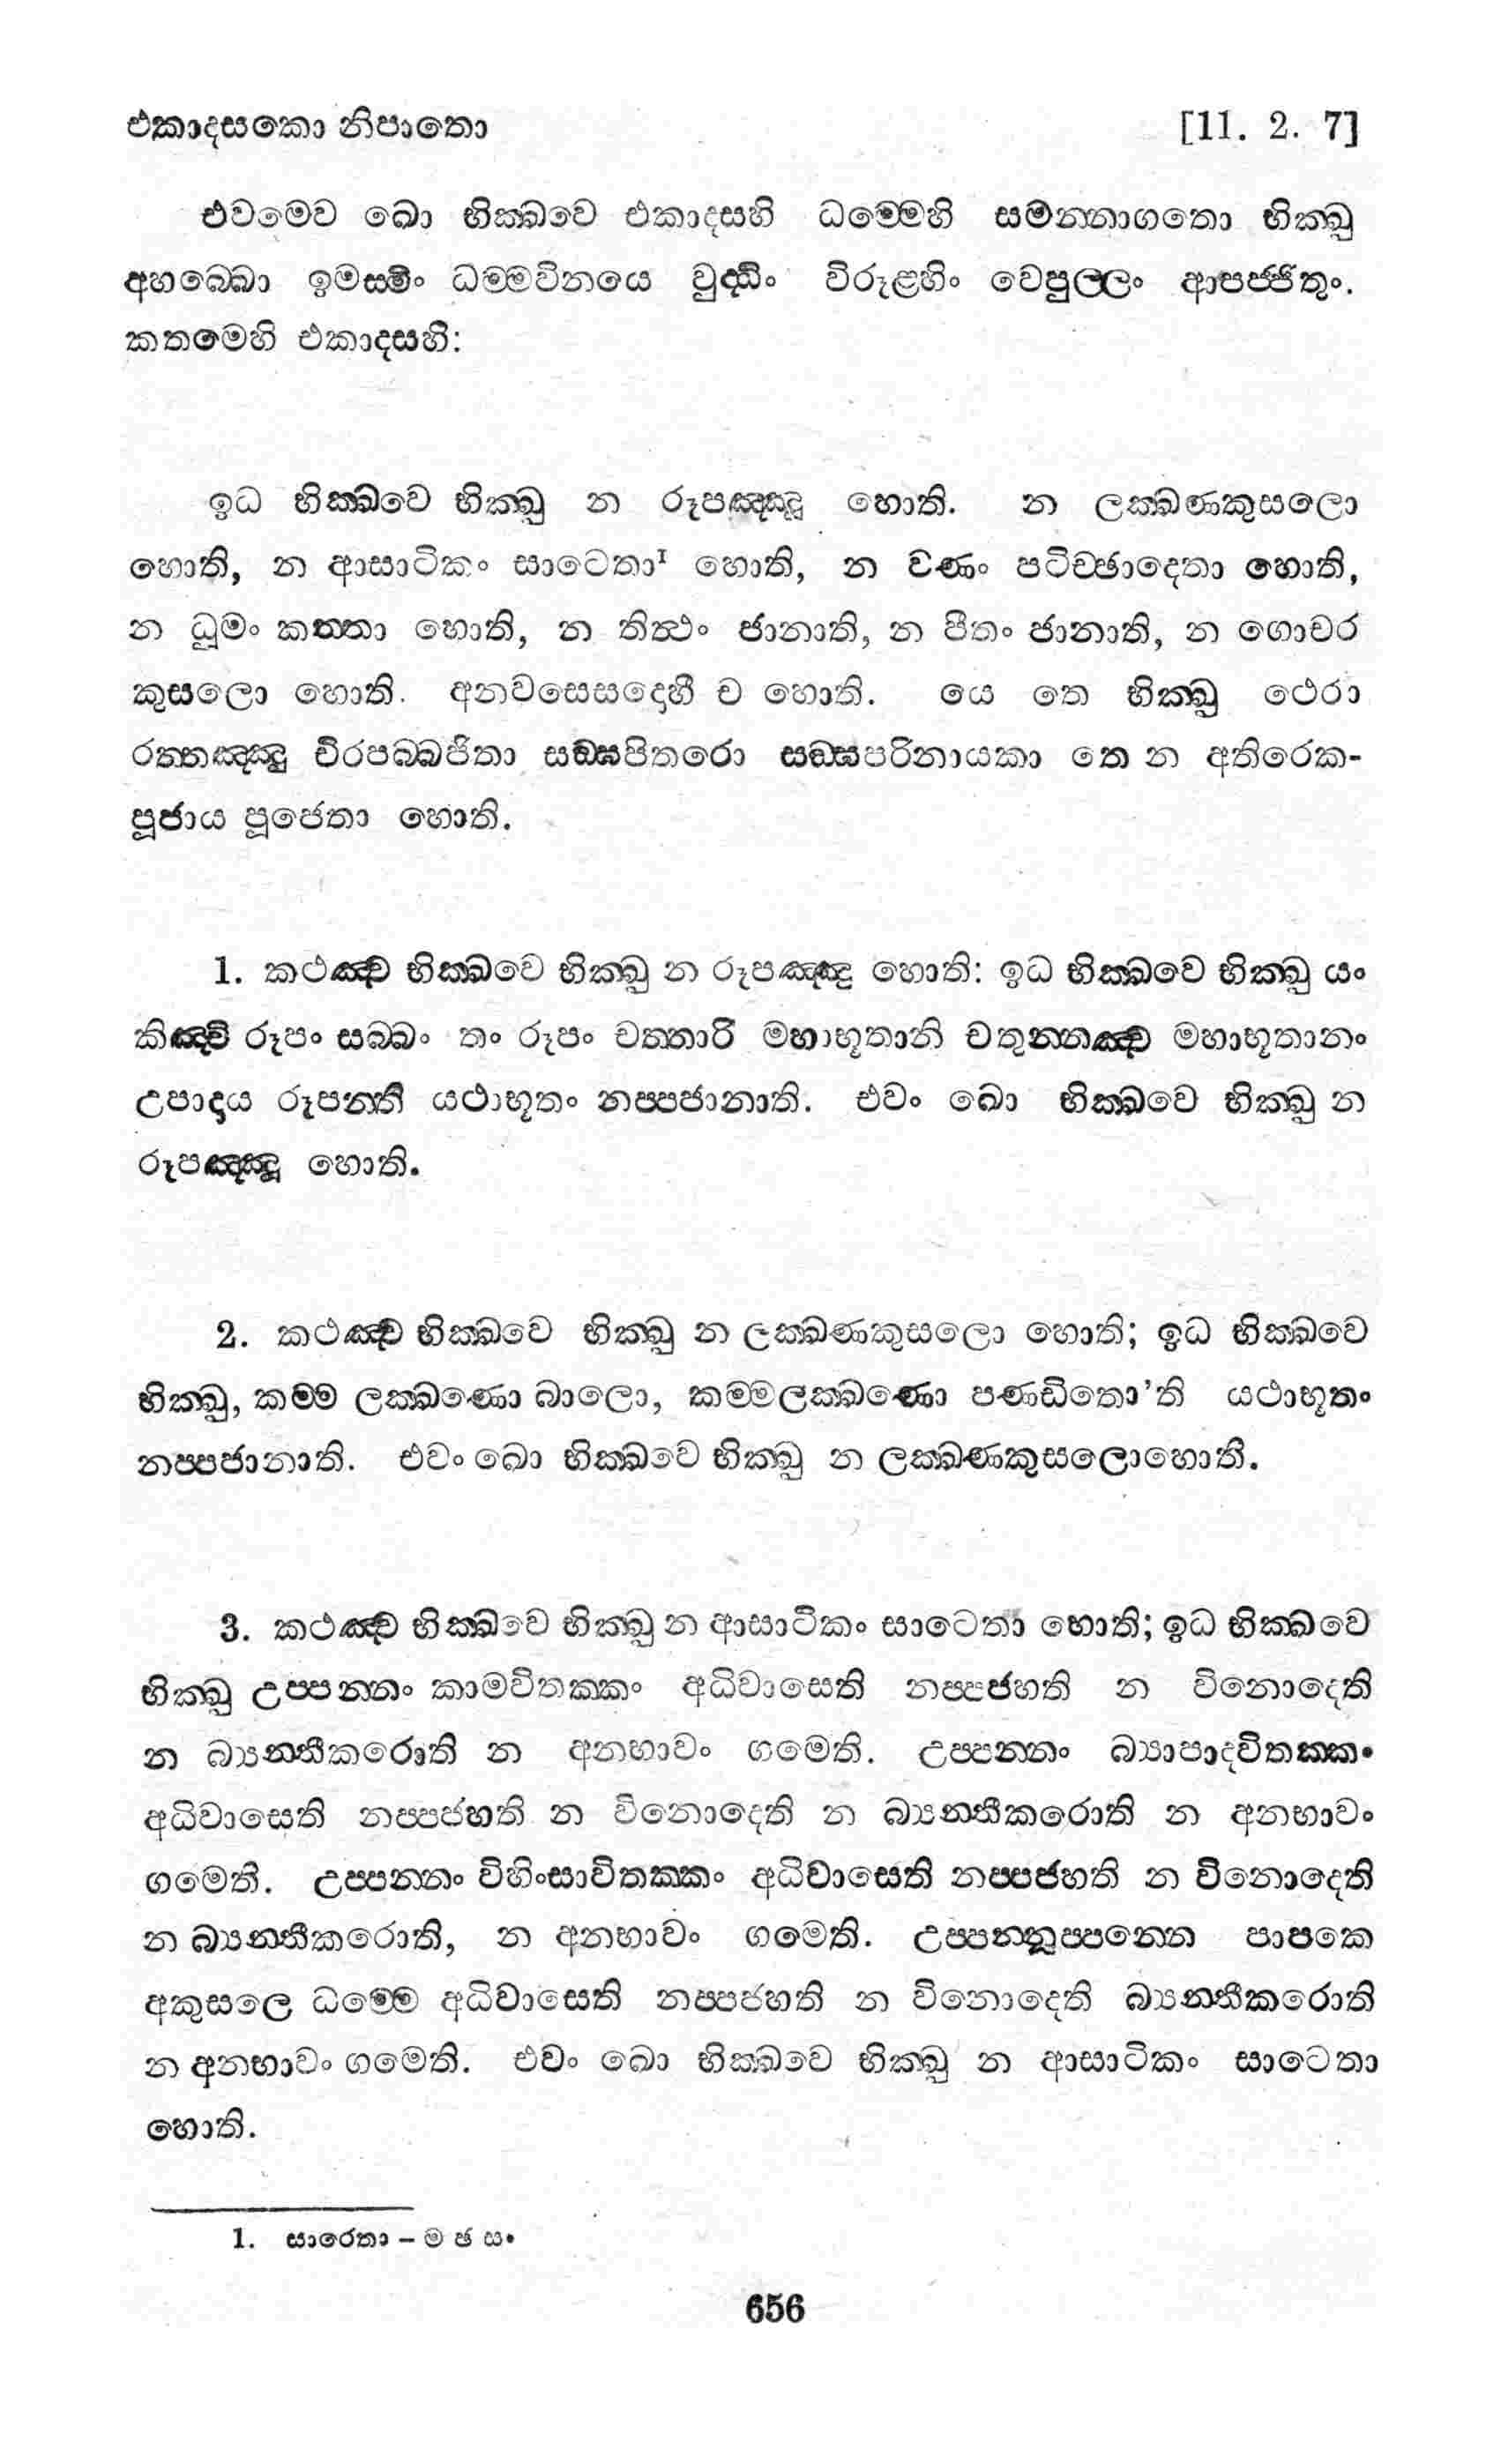 එකාදසකො නිපාතො [11. 2. 7]
එවමෙව ඛො භික්ඛවෙ එකාදසහි ධම්මෙහි සමන්නාගතො භික්ඛු
අභබ්බො ඉමස්මිං ධම්මවිනයෙ වුද්ධිං විරූළ්හිං වෙපුල්ලං ආපජ්ජිතුං.
කතමෙහි එකාදසහි:
ඉධ භික්ඛවෙ භික්ඛු න රූපඤ්ඤූ හොති. න ලක්ඛණකුසලො
හොති, න ආසාටිකං සාටෙතා¹ හොති, න වණං පටිච්ඡාදෙතා හොති,
න ධූමං කත්තා හොති, න තිත්ථං ජානාති, න පීතං ජානාති, න ගොචර
කුසලො හොති. අනවසෙසදොහී ච හොති. යෙ තෙ භික්ඛු ථෙරා
රත්තඤ්ඤු චිරපබ්බජිතා සඞ්ඝපිතරො සඞ්ඝපරිනායකා තෙ න අතිරෙක-
පූජාය පූජෙතා හොති.
1. කථඤ්ච භික්ඛවෙ භික්ඛු න රූපඤ්ඤු හොති: ඉධ භික්ඛවෙ භික්ඛු යං
කිඤ්චි රූපං සබ්බං තං රූපං චත්තාරි මහාභූතානි චතුන්නඤ්ච මහාභූතානං
උපාදාය රූපන්ති යථාභූතං නප්පජානාති. එවං ඛො භික්ඛවෙ භික්ඛු න
රූපඤ්ඤූ හොති.
2. කථඤ්ච භික්ඛවෙ භික්ඛු න ලක්ඛණකුසලො හොති; ඉධ භික්ඛවෙ
භික්ඛු, කම්ම ලක්ඛණො බාලො, කම්මලක්ඛණො පණ්ඩිතො’ති යථාභූතං
නප්පජානාති. එවං ඛො භික්ඛවෙ භික්ඛු න ලක්ඛණකුසලොහොති.
3. කථඤ්ච භික්ඛවෙ භික්ඛු න ආසාටිකං සාටෙතා හොති; ඉධ භික්ඛවෙ
භික්ඛු උප්පන්නං කාමවිතක්කං අධිවාසෙති නප්පජහති න විනොදෙති
න බ්‍යන්තීකරොති න අනභාවං ගමෙති. උප්පන්නං බ්‍යාපාදවිතක්කං
අධිවාසෙති නප්පජහති න විනොදෙති න බ්‍යන්තීකරොති න අනභාවං
ගමෙති. උප්පන්නං විහිංසාවිතක්කං අධිවාසෙති නප්පජහති න විනොදෙති
න බ්‍යන්තීකරොති, න අනභාවං ගමෙති. උප්පන්නුප්පන්නෙ පාපකෙ
අකුසලෙ ධම්මෙ අධිවාසෙති නප්පජහති න විනොදෙති බ්‍යන්තීකරොති
න අනභාවං ගමෙති. එවං ඛො භික්ඛවෙ භික්ඛු න ආසාටිකං සාටෙතා
හොති.
1. සාරෙතා – ම ඡ සං
656